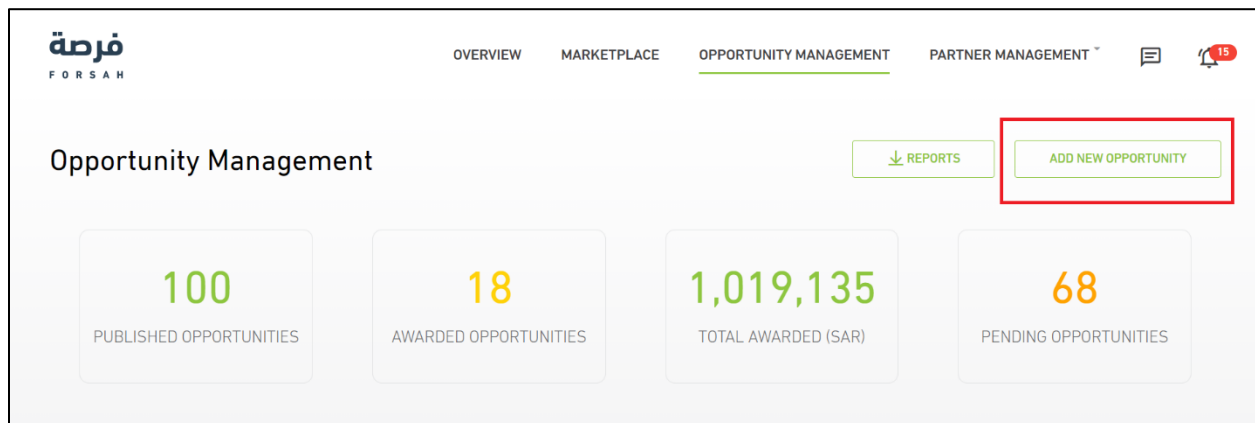 فرصة
FORSAH
OVERVIEW MARKETPLACE OPPORTUNITY MANAGEMENT PARTNER MANAGEMENT 15
Opportunity Management
REPORTS
ADD NEW OPPORTUNITY
100
PUBLISHED OPPORTUNITIES
18
AWARDED OPPORTUNITIES
1,019,135
TOTAL AWARDED (SAR)
68
PENDING OPPORTUNITIES